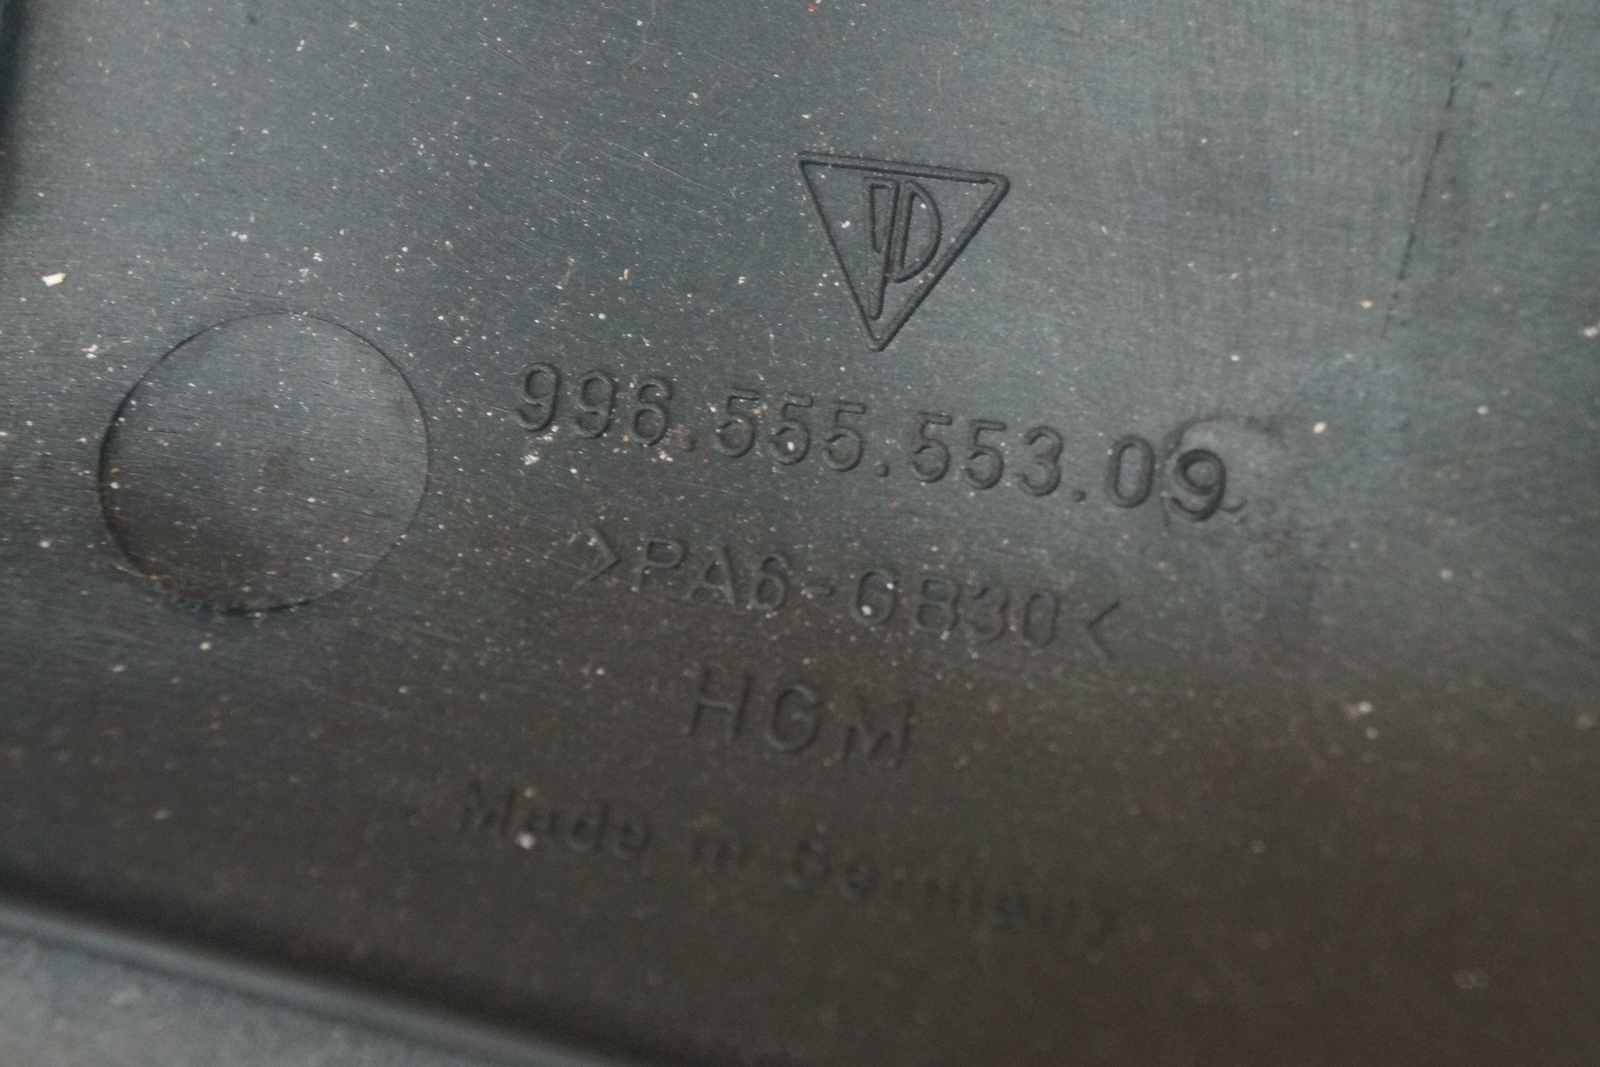 996.555.553.09
>PA6-GB30<
HGM
Made in Germany